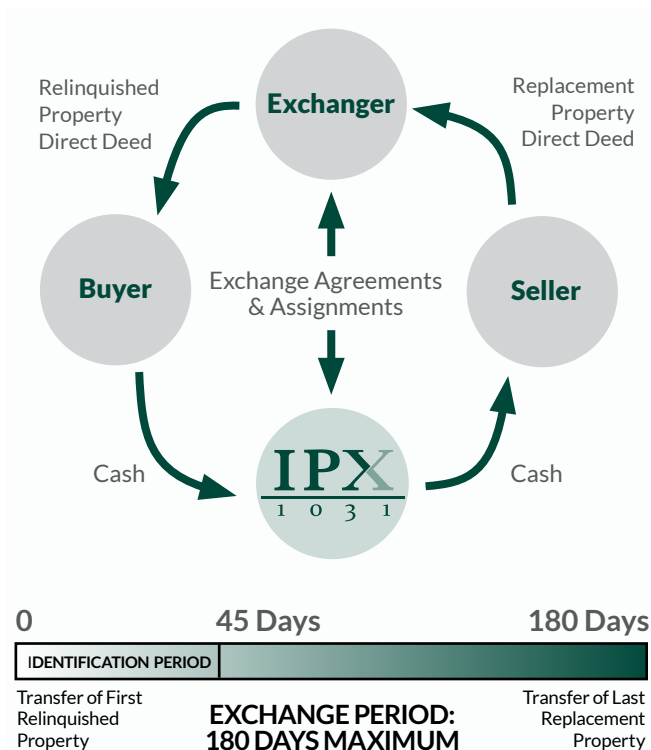 Exchanger
Relinquished
Property
Direct Deed
Replacement
Property
Direct Deed
Buyer
Exchange Agreements
& Assignments
Seller
Cash
IPX
1031
Cash
0
45 Days
180 Days
IDENTIFICATION PERIOD
Transfer of First
Relinquished
Property
EXCHANGE PERIOD:
180 DAYS MAXIMUM
Transfer of Last
Replacement
Property